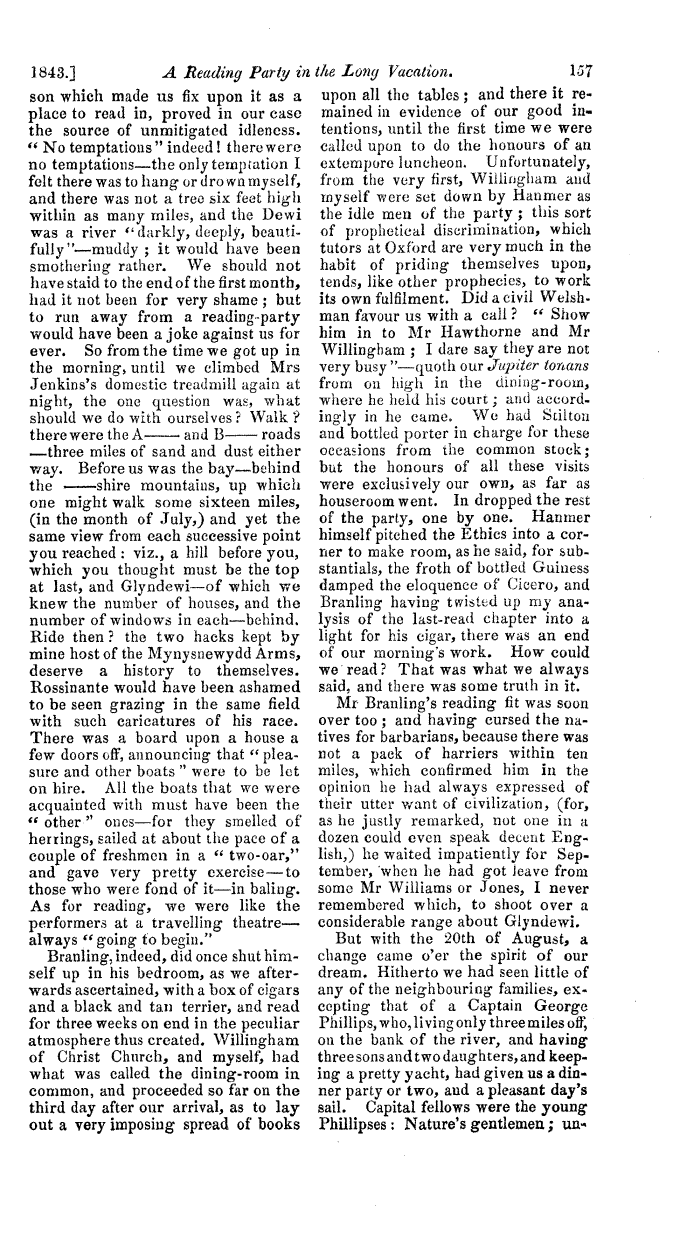 1843.] A Reading Party in the Long Vacation. 157
son which made us fix upon it as a
place to read in, proved in our case
the source of unmitigated idleness.
“ No temptations” indeed! there were
no temptations—the only temptation I
felt there was to hang or drown myself,
and there was not a tree six feet high
within as many miles, and the Dewi
was a river “darkly, deeply, beauti-
fully”—muddy ; it would have been
smothering rather. We should not
have staid to the end of the first month,
had it not been for very shame ; but
to run away from a reading-party
would have been a joke against us for
ever. So from the time we got up in
the morning, until we climbed Mrs
Jenkins's domestic treadmill again at
night, the one question was, what
should we do with ourselves? Walk?
there were the A—— and B—— roads
—three miles of sand and dust either
way. Before us was the bay—behind
the ——shire mountains, up which
one might walk some sixteen miles,
(in the month of July,) and yet the
same view from each successive point
you reached : viz., a hill before you,
which you thought must be the top
at last, and Glyndewi—of which we
knew the number of houses, and the
number of windows in each—behind.
Ride then? the two hacks kept by
mine host of the Mynysnewydd Arms,
deserve a history to themselves.
Rossinante would have been ashamed
to be seen grazing in the same field
with such caricatures of his race.
There was a board upon a house a
few doors off, announcing that “ plea-
sure and other boats ” were to be let
on hire. All the boats that we were
acquainted with must have been the
“ other ” ones—for they smelled of
herrings, sailed at about the pace of a
couple of freshmen in a “ two-oar,”
and gave very pretty exercise—to
those who were fond of it—in baling.
As for reading, we were like the
performers at a travelling theatre—
always “ going to begin.”
Branling, indeed, did once shut him-
self up in his bedroom, as we after-
wards ascertained, with a box of cigars
and a black and tan terrier, and read
for three weeks on end in the peculiar
atmosphere thus created. Willingham
of Christ Church, and myself, had
what was called the dining-room in
common, and proceeded so far on the
third day after our arrival, as to lay
out a very imposing spread of books
upon all the tables ; and there it re-
mained in evidence of our good in-
tentions, until the first time we were
called upon to do the honours of an
extempore luncheon. Unfortunately,
from the very first, Willingham and
myself were set down by Hanmer as
the idle men of the party ; this sort
of prophetical discrimination, which
tutors at Oxford are very much in the
habit of priding themselves upon,
tends, like other prophecies, to work
its own fulfilment. Did a civil Welsh-
man favour us with a call? “ Show
him in to Mr Hawthorne and Mr
Willingham ; I dare say they are not
very busy ”—quoth our Jupiter tonans
from on high in the dining-room,
where he held his court ; and accord-
ingly in he came. We had Stilton
and bottled porter in charge for these
occasions from the common stock ;
but the honours of all these visits
were exclusively our own, as far as
houseroom went. In dropped the rest
of the party, one by one. Hanmer
himself pitched the Ethics into a cor-
ner to make room, as he said, for sub-
stantials, the froth of bottled Guiness
damped the eloquence of Cicero, and
Branling having twisted up my ana-
lysis of the last-read chapter into a
light for his cigar, there was an end
of our morning's work. How could
we read? That was what we always
said, and there was some truth in it.
Mr Branling's reading fit was soon
over too ; and having cursed the na-
tives for barbarians, because there was
not a pack of harriers within ten
miles, which confirmed him in the
opinion he had always expressed of
their utter want of civilization, (for,
as he justly remarked, not one in a
dozen could even speak decent Eng-
lish,) he waited impatiently for Sep-
tember, when he had got leave from
some Mr Williams or Jones, I never
remembered which, to shoot over a
considerable range about Glyndewi.
But with the 20th of August, a
change came o'er the spirit of our
dream. Hitherto we had seen little of
any of the neighbouring families, ex-
cepting that of a Captain George
Phillips, who, living only three miles off,
on the bank of the river, and having
three sons and two daughters, and keep-
ing a pretty yacht, had given us a din-
ner party or two, and a pleasant day's
sail. Capital fellows were the young
Phillipses : Nature's gentlemen ; un-